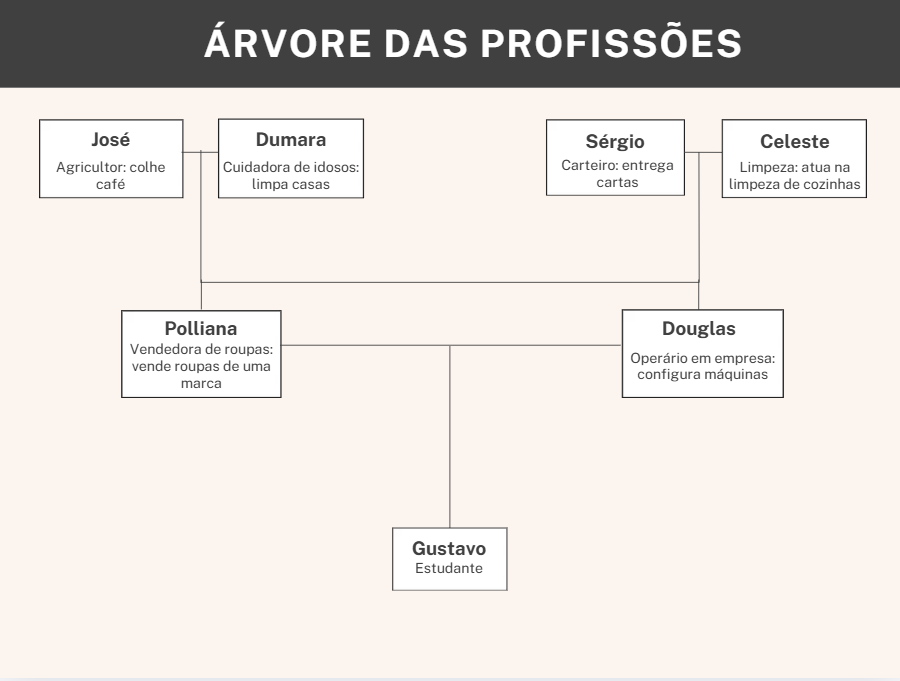 ÁRVORE DAS PROFISSÕES
José
Agricultor: colhe
café
Dumara
Cuidadora de idosos:
limpa casas
Sérgio
Carteiro: entrega
cartas
Celeste
Limpeza: atua na
limpeza de cozinhas
Polliana
Vendedora de roupas:
vende roupas de uma
marca
Douglas
Operário em empresa:
configura máquinas
Gustavo
Estudante